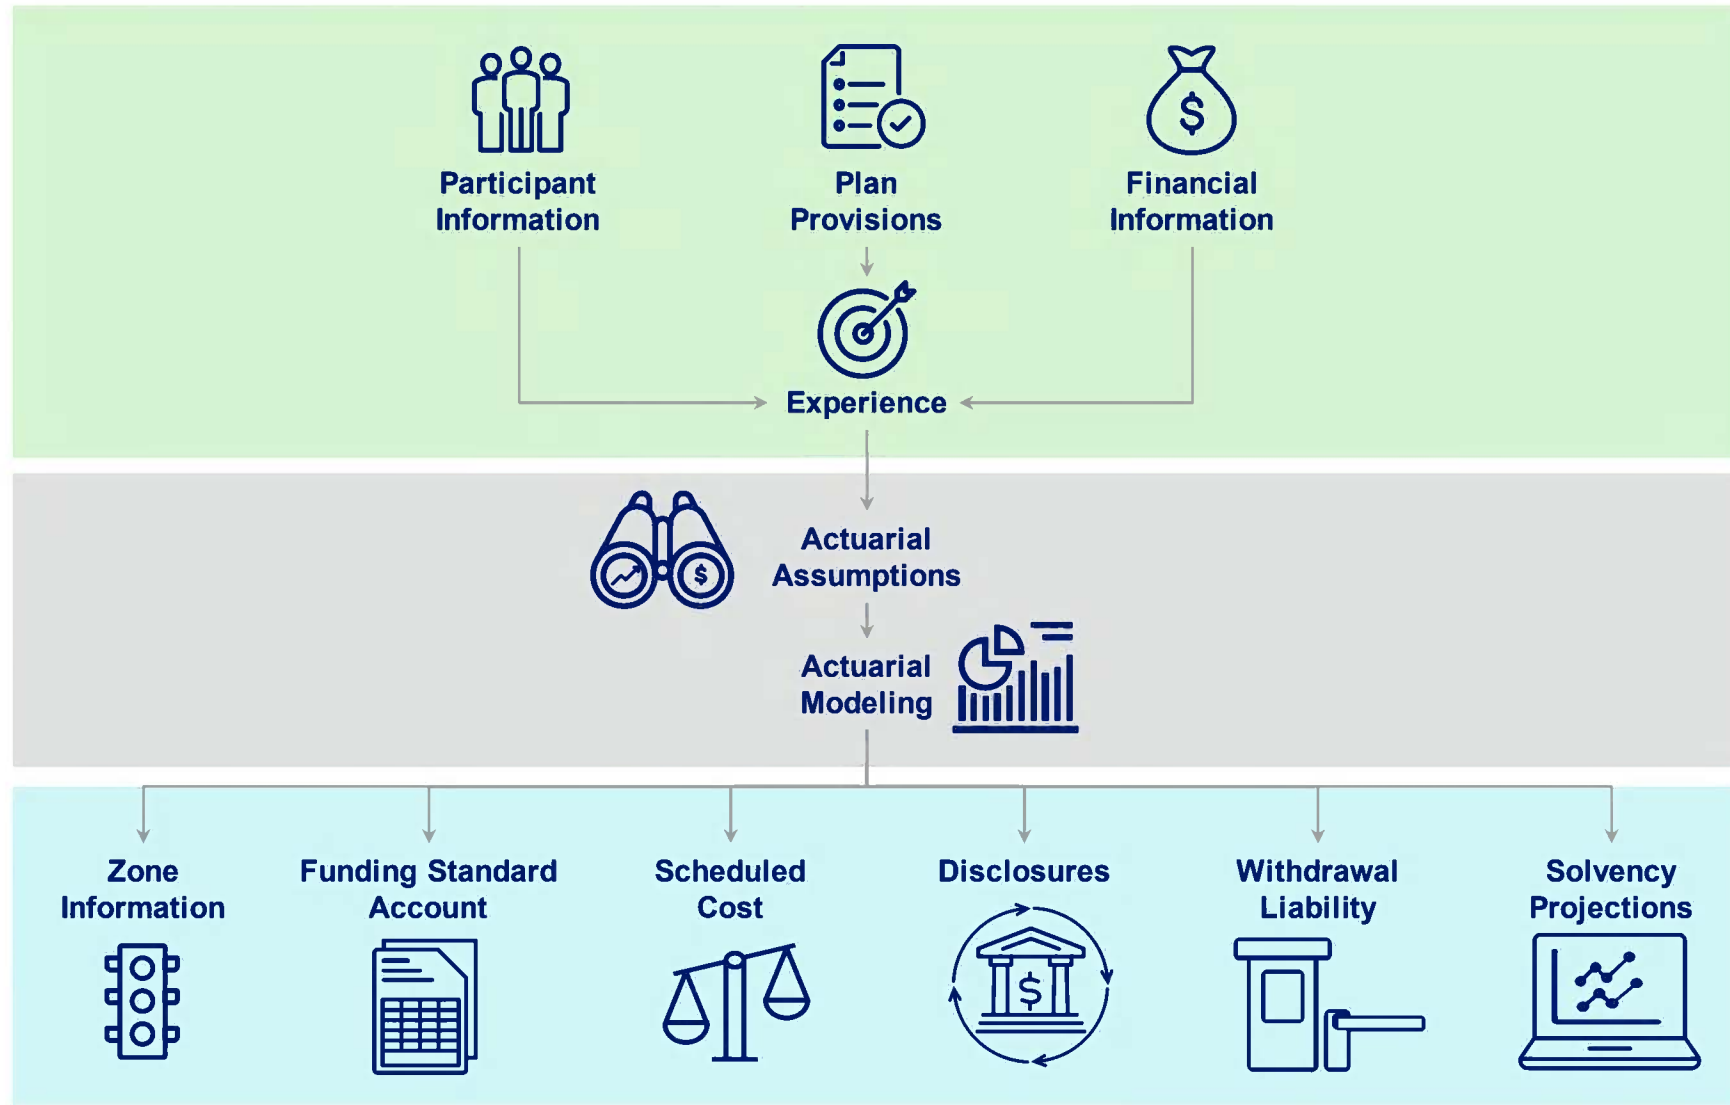 Participant
Information
Plan
Provisions
$
Financial
Information
Experience
$
Actuarial
Assumptions
Actuarial
Modeling
Zone
Information
Funding Standard
Account
Scheduled
Cost
Disclosures
$
Withdrawal
Liability
Solvency
Projections